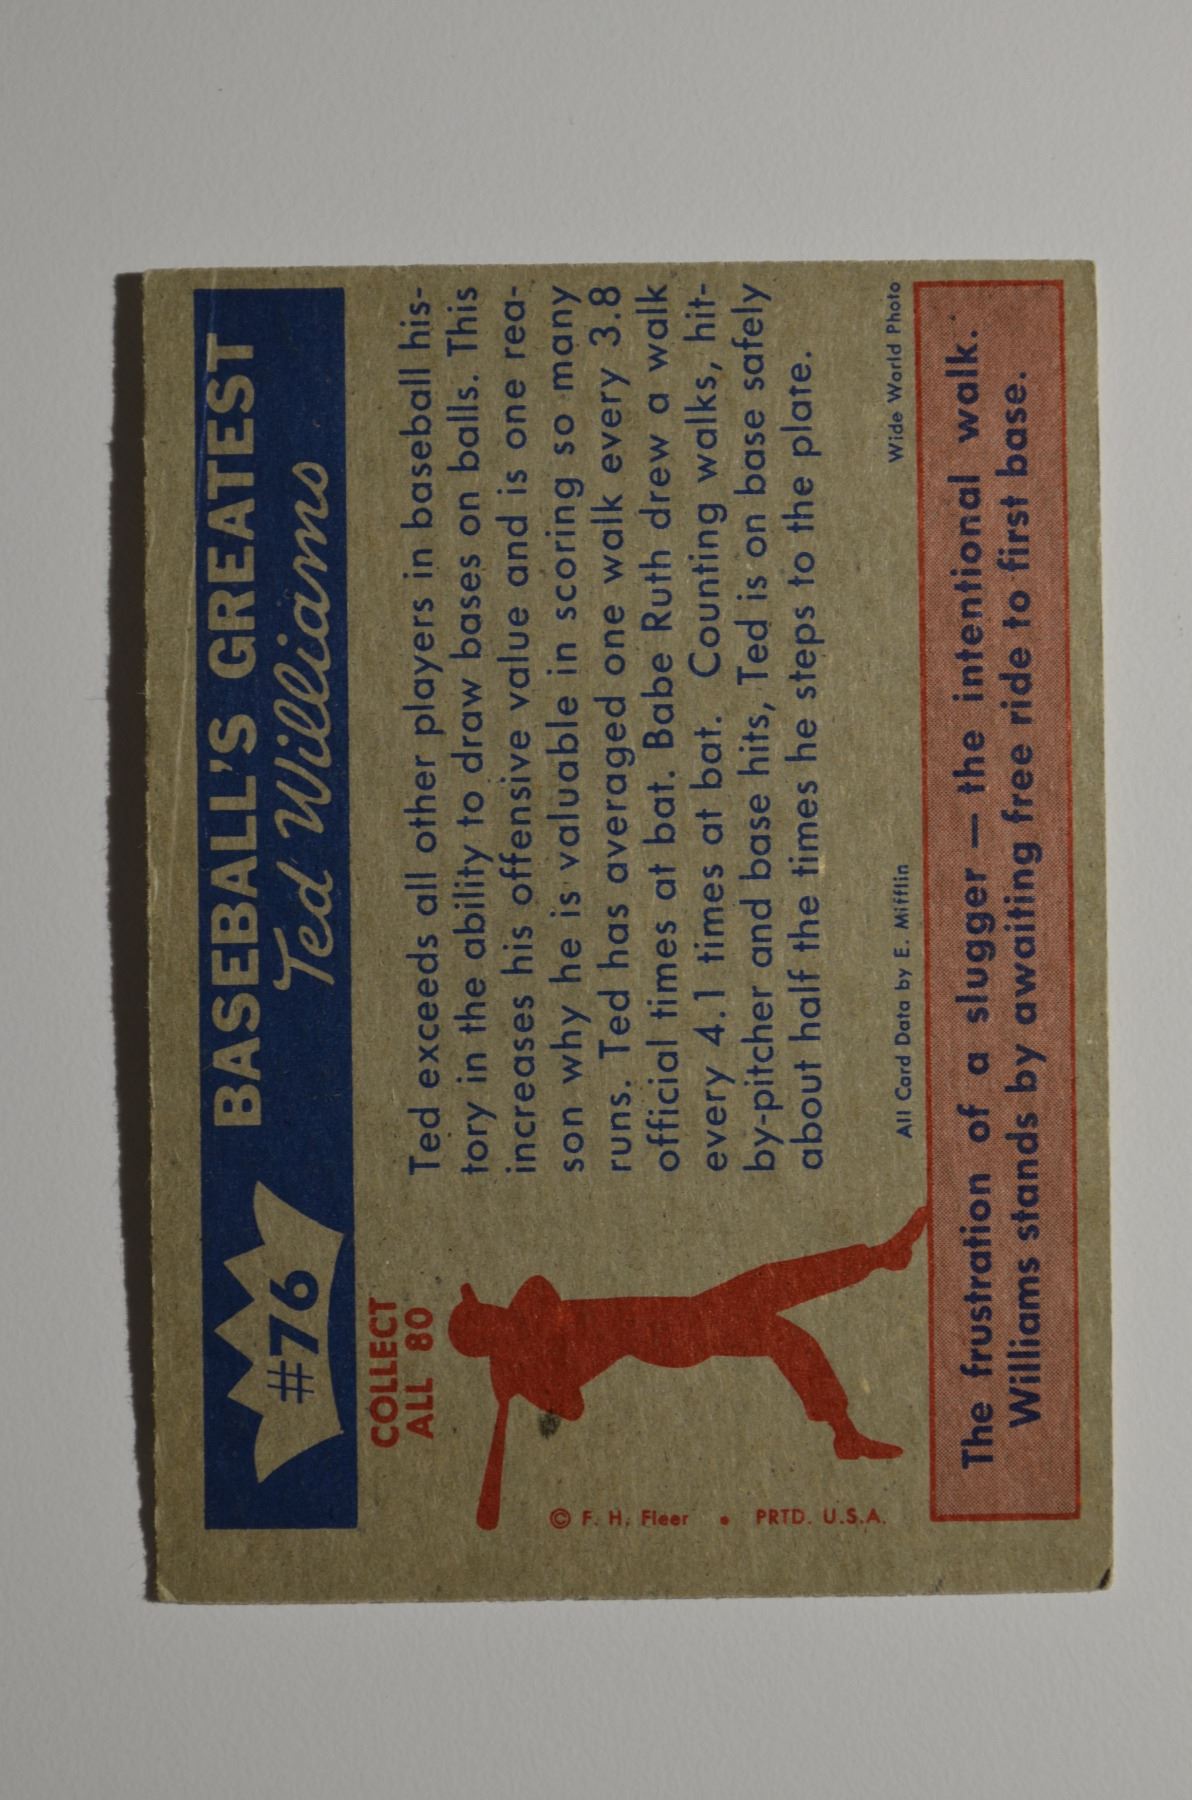 #76
BASEBALL'S GREATEST
Ted Williams
COLLECT
ALL 80
Ted exceeds all other players in baseball his-
tory in the ability to draw bases on balls. This
increases his offensive value and is one rea-
son why he is valuable in scoring so many
runs. Ted has averaged one walk every 3.8
official times at bat. Babe Ruth drew a walk
every 4.1 times at bat. Counting walks, hit-
by-pitcher and base hits, Ted is on base safely
about half the times he steps to the plate.
© F. H. Fleer • PRTD. U.S.A.
All Card Data by E. Mifflin
Wide World Photo
The frustration of a slugger — the intentional walk.
Williams stands by awaiting free ride to first base.